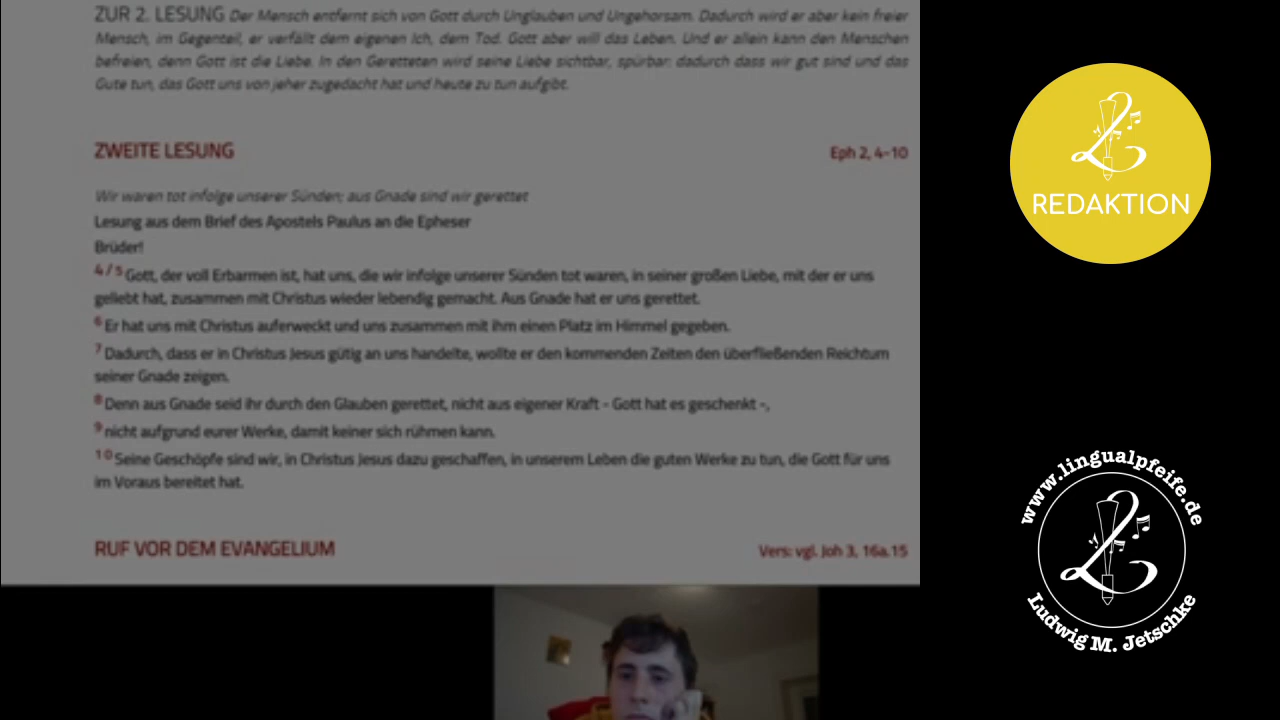 ZUR 2. LESUNG Der Mensch entfernt sich von Gott durch Unglauben und Ungehorsam. Dadurch wird er aber kein freier
Mensch, im Gegenteil, er verfällt dem eigenen Ich, dem Tod. Gott aber will das Leben. Und er allein kann den Menschen
befreien, denn Gott ist die Liebe. In den Geretteten wird seine Liebe sichtbar, spürbar: dadurch dass wir gut sind und das
Gute tun, das Gott uns von jeher zugedacht hat und heute zu tun aufgibt.
ZWEITE LESUNG Eph 2, 4-10
Wir waren tot infolge unserer Sünden; aus Gnade sind wir gerettet
Lesung aus dem Brief des Apostels Paulus an die Epheser
Brüder!
4/5 Gott, der voll Erbarmen ist, hat uns, die wir infolge unserer Sünden tot waren, in seiner großen Liebe, mit der er uns
geliebt hat, zusammen mit Christus wieder lebendig gemacht. Aus Gnade hat er uns gerettet.
6 Er hat uns mit Christus auferweckt und uns zusammen mit ihm einen Platz im Himmel gegeben.
7 Dadurch, dass er in Christus Jesus gütig an uns handelte, wollte er den kommenden Zeiten den überfließenden Reichtum
seiner Gnade zeigen.
8 Denn aus Gnade seid ihr durch den Glauben gerettet, nicht aus eigener Kraft - Gott hat es geschenkt -,
9 nicht aufgrund eurer Werke, damit keiner sich rühmen kann.
10 Seine Geschöpfe sind wir, in Christus Jesus dazu geschaffen, in unserem Leben die guten Werke zu tun, die Gott für uns
im Voraus bereitet hat.
RUF VOR DEM EVANGELIUM Vers: vgl. Joh 3, 16a.15
REDAKTION
www.lingualpfeife.de
Ludwig M. Jetschke